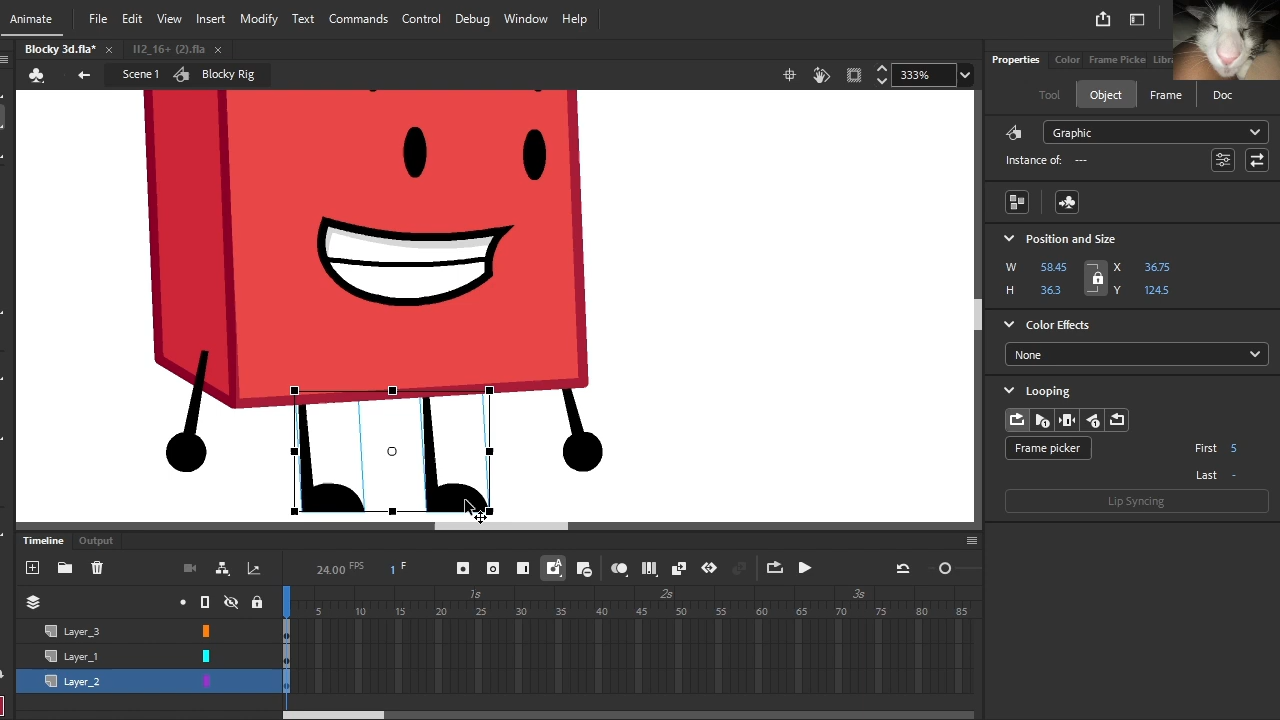 Animate File Edit View Insert Modify Text Commands Control Debug Window Help
Blocky 3d.fla* II2_16+ (2).fla
Scene 1 Blocky Rig 333%
Properties Color Frame Picke Libra
Tool Object Frame Doc
Graphic
Instance of: ---
Position and Size
W 58.45 X 36.75
H 36.3 Y 124.5
Color Effects
None
Looping
Frame picker First 5
Last -
Lip Syncing
Timeline Output
24.00 FPS 1 F
1s 2s 3s
5 10 15 20 25 30 35 40 45 50 55 60 65 70 75 80 85
Layer_3
Layer_1
Layer_2